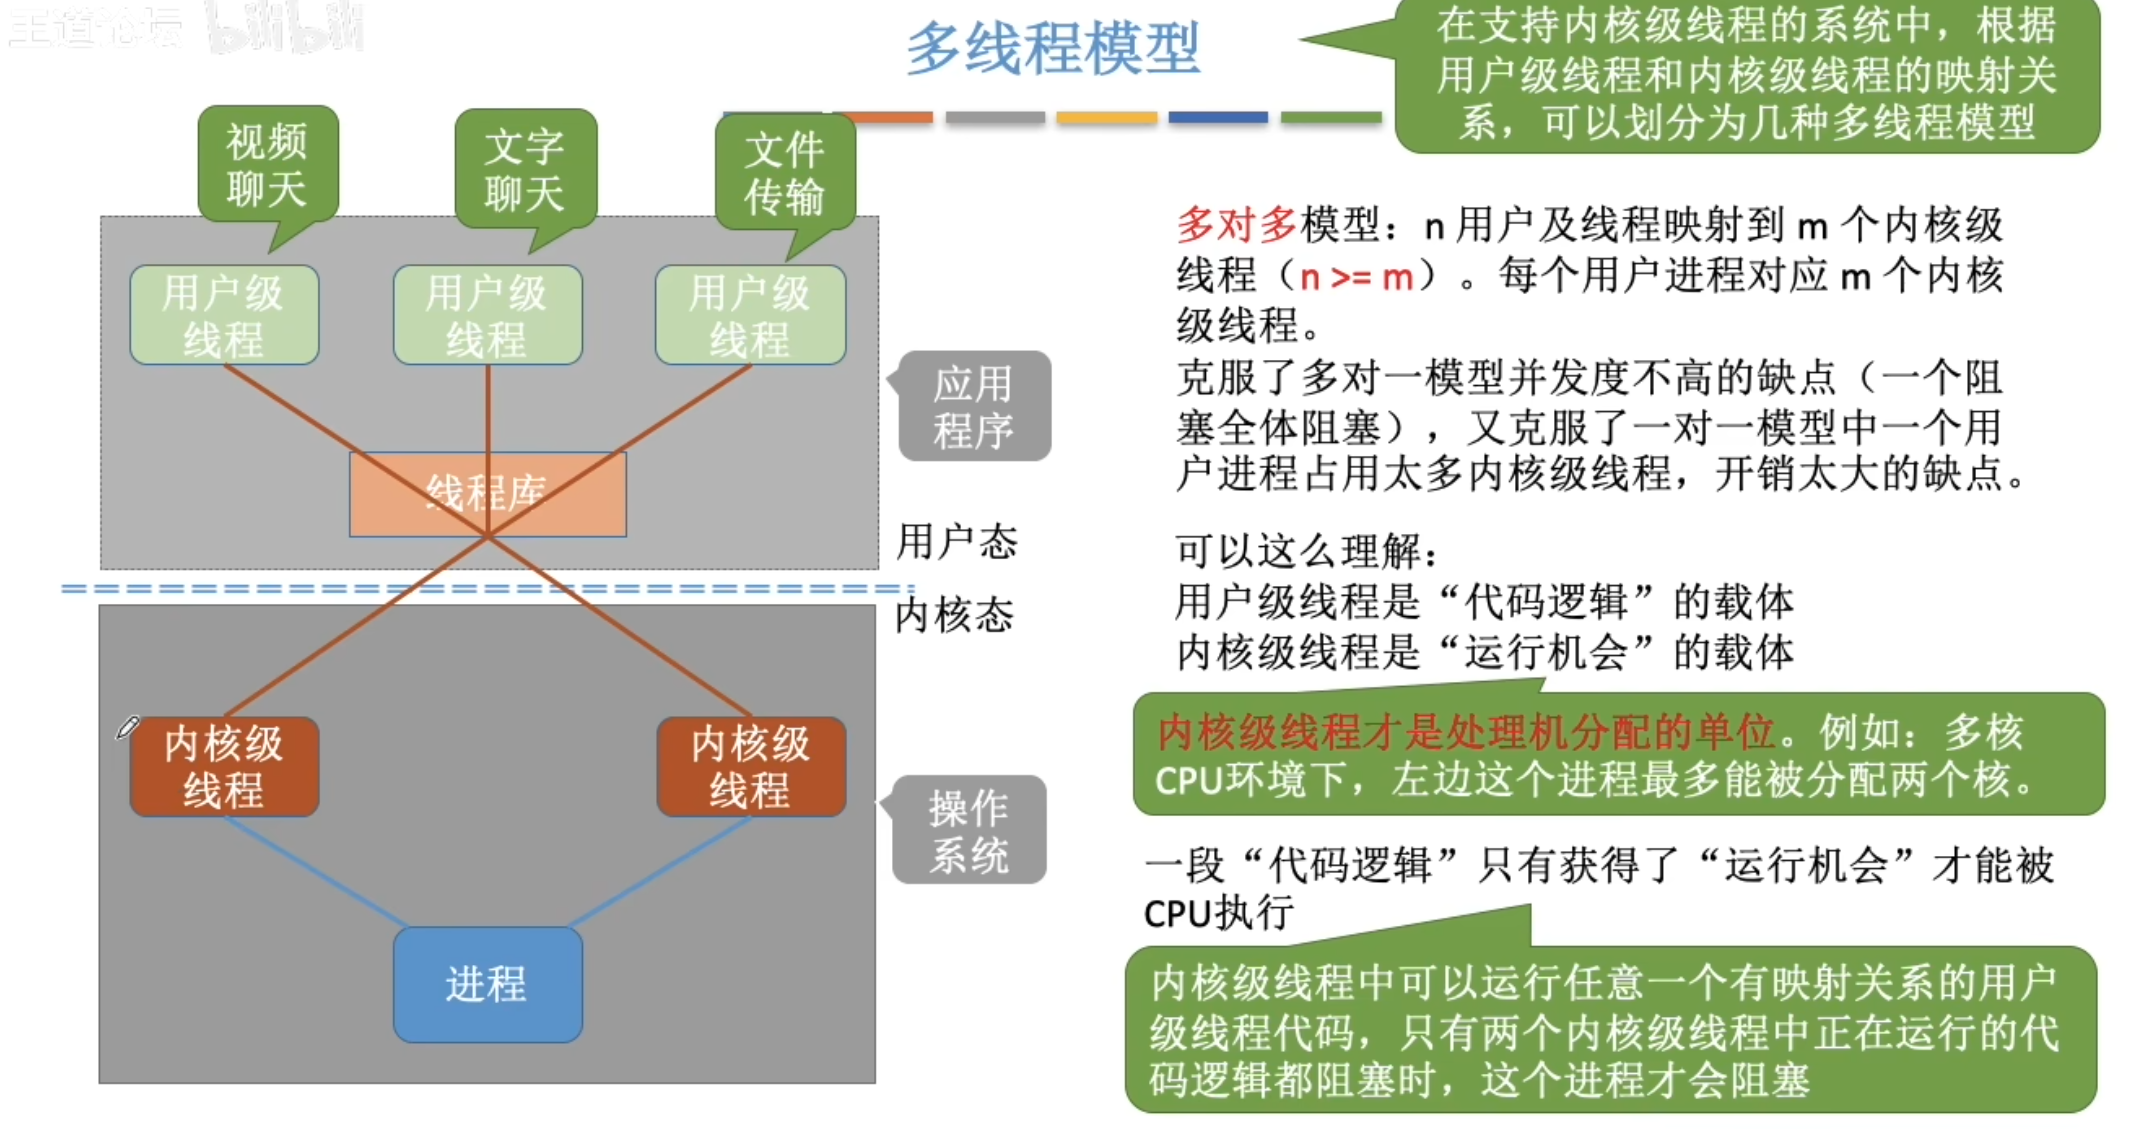 王道论坛 bilibili
多线程模型
在支持内核级线程的系统中，根据
用户级线程和内核级线程的映射关
系，可以划分为几种多线程模型
视频
聊天
文字
聊天
文件
传输
用户级
线程
用户级
线程
用户级
线程
线程库
应用
程序
用户态
内核态
内核级
线程
内核级
线程
操作
系统
进程
多对多模型：n 用户及线程映射到 m 个内核级
线程（n >= m）。每个用户进程对应 m 个内核
级线程。
克服了多对一模型并发度不高的缺点（一个阻
塞全体阻塞），又克服了一对一模型中一个用
户进程占用太多内核级线程，开销太大的缺点。
可以这么理解：
用户级线程是“代码逻辑”的载体
内核级线程是“运行机会”的载体
内核级线程才是处理机分配的单位。例如：多核
CPU环境下，左边这个进程最多能被分配两个核。
一段“代码逻辑”只有获得了“运行机会”才能被
CPU执行
内核级线程中可以运行任意一个有映射关系的用户
级线程代码，只有两个内核级线程中正在运行的代
码逻辑都阻塞时，这个进程才会阻塞